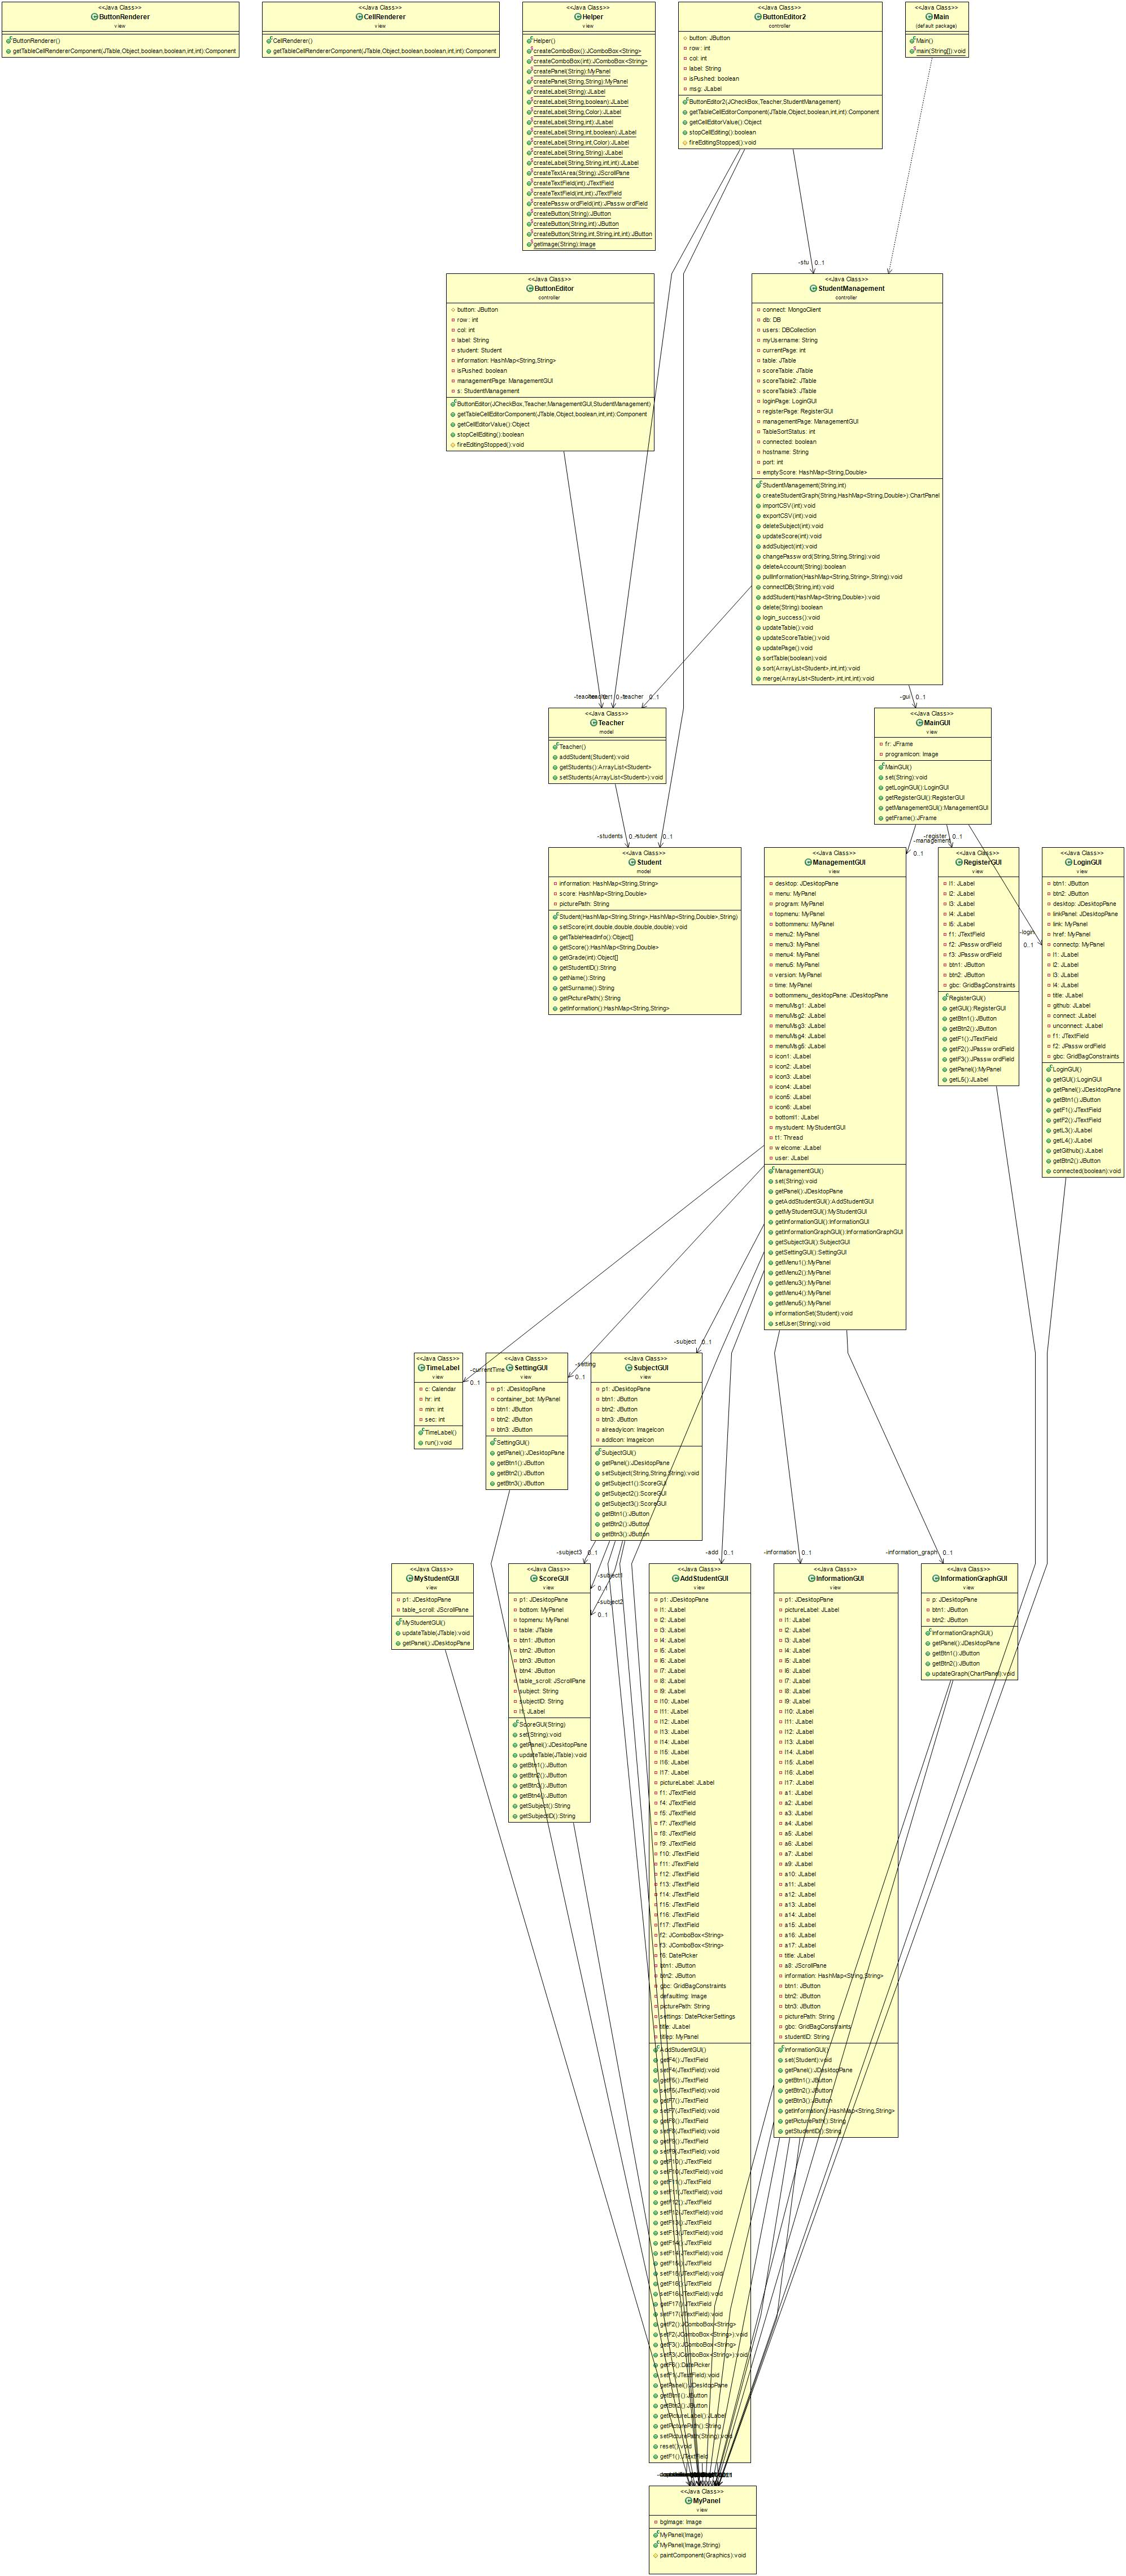 <<Java Class>>
ButtonRenderer
view
ButtonRenderer()
getTableCellRendererComponent(JTable,Object,boolean,boolean,int,int):Component
<<Java Class>>
CellRenderer
view
CellRenderer()
getTableCellRendererComponent(JTable,Object,boolean,boolean,int,int):Component
<<Java Class>>
Helper
view
Helper()
createComboBox():JComboBox<String>
createComboBox(int):JComboBox<String>
createPanel(String):MyPanel
createPanel(String,String):MyPanel
createLabel(String):JLabel
createLabel(String,boolean):JLabel
createLabel(String,Color):JLabel
createLabel(String,int):JLabel
createLabel(String,int,boolean):JLabel
createLabel(String,int,Color):JLabel
createLabel(String,String):JLabel
createLabel(String,String,int,int):JLabel
createTextArea(String):JScrollPane
createTextField(int):JTextField
createTextField(int,int):JTextField
createPasswordField(int):JPasswordField
createButton(String):JButton
createButton(String,int):JButton
createButton(String,int,String,int,int):JButton
getImage(String):Image
<<Java Class>>
ButtonEditor2
controller
button: JButton
row: int
col: int
label: String
isPushed: boolean
msg: JLabel
ButtonEditor2(JCheckBox,Teacher,StudentManagement)
getTableCellEditorComponent(JTable,Object,boolean,int,int):Component
getCellEditorValue():Object
stopCellEditing():boolean
fireEditingStopped():void
<<Java Class>>
Main
(default package)
Main()
main(String[]):void
-stu 0..1
<<Java Class>>
ButtonEditor
controller
button: JButton
row: int
col: int
label: String
student: Student
information: HashMap<String,String>
isPushed: boolean
managementPage: ManagementGUI
s: StudentManagement
ButtonEditor(JCheckBox,Teacher,ManagementGUI,StudentManagement)
getTableCellEditorComponent(JTable,Object,boolean,int,int):Component
getCellEditorValue():Object
stopCellEditing():boolean
fireEditingStopped():void
<<Java Class>>
StudentManagement
controller
connect: MongoClient
db: DB
users: DBCollection
myUsername: String
currentPage: int
table: JTable
scoreTable: JTable
scoreTable2: JTable
scoreTable3: JTable
loginPage: LoginGUI
registerPage: RegisterGUI
managementPage: ManagementGUI
TableSortStatus: int
connected: boolean
hostname: String
port: int
emptyScore: HashMap<String,Double>
StudentManagement(String,int)
createStudentGraph(String,HashMap<String,Double>):ChartPanel
importCSV(int):void
exportCSV(int):void
deleteSubject(int):void
updateScore(int):void
addSubject(int):void
changePassword(String,String,String):void
deleteAccount(String):boolean
pullInformation(HashMap<String,String>,String):void
connectDB(String,int):void
addStudent(HashMap<String,Double>):void
delete(String):boolean
login_success():void
updateTable():void
updateScoreTable():void
updatePage():void
sortTable(boolean):void
sort(ArrayList<Student>,int,int):void
merge(ArrayList<Student>,int,int,int):void
-teacher 0..1
-gui 0..1
<<Java Class>>
Teacher
model
Teacher()
addStudent(Student):void
getStudents():ArrayList<Student>
setStudents(ArrayList<Student>):void
<<Java Class>>
MainGUI
view
fr: JFrame
programIcon: Image
MainGUI()
set(String):void
getLoginGUI():LoginGUI
getRegisterGUI():RegisterGUI
getManagementGUI():ManagementGUI
getFrame():JFrame
-students
-student 0..1
-register 0..1
-management 0..1
-login 0..1
<<Java Class>>
Student
model
information: HashMap<String,String>
score: HashMap<String,Double>
picturePath: String
Student(HashMap<String,String>,HashMap<String,Double>,String)
setScore(int,double,double,double,double):void
getTableHeadInfo():Object[]
getScore():HashMap<String,Double>
getGrade(int):Object[]
getStudentID():String
getName():String
getSurname():String
getPicturePath():String
getInformation():HashMap<String,String>
<<Java Class>>
ManagementGUI
view
desktop: JDesktopPane
menu: MyPanel
program: MyPanel
topmenu: MyPanel
bottommenu: MyPanel
menu2: MyPanel
menu3: MyPanel
menu4: MyPanel
menu5: MyPanel
version: MyPanel
time: MyPanel
bottommenu_desktopPane: JDesktopPane
menuMsg1: JLabel
menuMsg2: JLabel
menuMsg3: JLabel
menuMsg4: JLabel
menuMsg5: JLabel
icon1: JLabel
icon2: JLabel
icon3: JLabel
icon4: JLabel
icon5: JLabel
icon6: JLabel
bottoml1: JLabel
mystudent: MyStudentGUI
t1: Thread
welcome: JLabel
user: JLabel
ManagementGUI()
set(String):void
getPanel():JDesktopPane
getAddStudentGUI():AddStudentGUI
getMyStudentGUI():MyStudentGUI
getInformationGUI():InformationGUI
getInformationGraphGUI():InformationGraphGUI
getSubjectGUI():SubjectGUI
getSettingGUI():SettingGUI
getMenu1():MyPanel
getMenu2():MyPanel
getMenu3():MyPanel
getMenu4():MyPanel
getMenu5():MyPanel
informationSet(Student):void
setUser(String):void
<<Java Class>>
RegisterGUI
view
l1: JLabel
l2: JLabel
l3: JLabel
l4: JLabel
l5: JLabel
f1: JTextField
f2: JPasswordField
f3: JPasswordField
btn1: JButton
btn2: JButton
gbc: GridBagConstraints
RegisterGUI()
getGUI():RegisterGUI
getBtn1():JButton
getBtn2():JButton
getF1():JTextField
getF2():JPasswordField
getF3():JPasswordField
getPanel():MyPanel
getL5():JLabel
<<Java Class>>
LoginGUI
view
btn1: JButton
btn2: JButton
desktop: JDesktopPane
linkPanel: JDesktopPane
link: MyPanel
href: MyPanel
connectp: MyPanel
l1: JLabel
l2: JLabel
l3: JLabel
l4: JLabel
title: JLabel
github: JLabel
connect: JLabel
unconnect: JLabel
f1: JTextField
f2: JPasswordField
gbc: GridBagConstraints
LoginGUI()
getGUI():LoginGUI
getPanel():JDesktopPane
getBtn1():JButton
getF1():JTextField
getF2():JTextField
getL3():JLabel
getL4():JLabel
getGithub():JLabel
getBtn2():JButton
connected(boolean):void
-currentTime 0..1
-setting 0..1
-subject 0..1
<<Java Class>>
TimeLabel
view
c: Calendar
hr: int
min: int
sec: int
TimeLabel()
run():void
<<Java Class>>
SettingGUI
view
p1: JDesktopPane
container_bot: MyPanel
btn1: JButton
btn2: JButton
btn3: JButton
SettingGUI()
getPanel():JDesktopPane
getBtn1():JButton
getBtn2():JButton
getBtn3():JButton
<<Java Class>>
SubjectGUI
view
p1: JDesktopPane
btn1: JButton
btn2: JButton
btn3: JButton
alreadyIcon: ImageIcon
addIcon: ImageIcon
SubjectGUI()
getPanel():JDesktopPane
setSubject(String,String,String):void
getSubject1():ScoreGUI
getSubject2():ScoreGUI
getSubject3():ScoreGUI
getBtn1():JButton
getBtn2():JButton
getBtn3():JButton
-subject3 0..1
-subject1 0..1
-subject2 0..1
-add 0..1
-information 0..1
-information_graph 0..1
<<Java Class>>
MyStudentGUI
view
p1: JDesktopPane
table_scroll: JScrollPane
MyStudentGUI()
updateTable(JTable):void
getPanel():JDesktopPane
<<Java Class>>
ScoreGUI
view
p1: JDesktopPane
bottom: MyPanel
topmenu: MyPanel
table: JTable
btn1: JButton
btn2: JButton
btn3: JButton
btn4: JButton
table_scroll: JScrollPane
subject: String
subjectID: String
l1: JLabel
ScoreGUI(String)
set(String):void
getPanel():JDesktopPane
updateTable(JTable):void
getBtn1():JButton
getBtn2():JButton
getBtn3():JButton
getBtn4():JButton
getSubject():String
getSubjectID():String
<<Java Class>>
AddStudentGUI
view
p1: JDesktopPane
l1: JLabel
l2: JLabel
l3: JLabel
l4: JLabel
l5: JLabel
l6: JLabel
l7: JLabel
l8: JLabel
l9: JLabel
l10: JLabel
l11: JLabel
l12: JLabel
l13: JLabel
l14: JLabel
l15: JLabel
l16: JLabel
l17: JLabel
pictureLabel: JLabel
f1: JTextField
f4: JTextField
f5: JTextField
f7: JTextField
f8: JTextField
f9: JTextField
f10: JTextField
f11: JTextField
f12: JTextField
f13: JTextField
f14: JTextField
f15: JTextField
f16: JTextField
f17: JTextField
f2: JComboBox<String>
f3: JComboBox<String>
f6: DatePicker
btn1: JButton
btn2: JButton
gbc: GridBagConstraints
defaultImg: Image
picturePath: String
settings: DatePickerSettings
title: JLabel
titlep: MyPanel
AddStudentGUI()
getF4():JTextField
setF4(JTextField):void
getF5():JTextField
setF5(JTextField):void
getF7():JTextField
setF7(JTextField):void
getF8():JTextField
setF8(JTextField):void
getF9():JTextField
setF9(JTextField):void
getF10():JTextField
setF10(JTextField):void
getF11():JTextField
setF11(JTextField):void
getF12():JTextField
setF12(JTextField):void
getF13():JTextField
setF13(JTextField):void
getF14():JTextField
setF14(JTextField):void
getF15():JTextField
setF15(JTextField):void
getF16():JTextField
setF16(JTextField):void
getF17():JTextField
setF17(JTextField):void
getF2():JComboBox<String>
setF2(JComboBox<String>):void
getF3():JComboBox<String>
setF3(JComboBox<String>):void
getF6():DatePicker
setF1(JTextField):void
getPanel():JDesktopPane
getBtn1():JButton
getBtn2():JButton
getPictureLabel():JLabel
getPicturePath():String
setPicturePath(String):void
reset():void
getF1():JTextField
<<Java Class>>
InformationGUI
view
p1: JDesktopPane
pictureLabel: JLabel
l1: JLabel
l2: JLabel
l3: JLabel
l4: JLabel
l5: JLabel
l6: JLabel
l7: JLabel
l8: JLabel
l9: JLabel
l10: JLabel
l11: JLabel
l12: JLabel
l13: JLabel
l14: JLabel
l15: JLabel
l16: JLabel
l17: JLabel
a1: JLabel
a2: JLabel
a3: JLabel
a4: JLabel
a5: JLabel
a6: JLabel
a7: JLabel
a9: JLabel
a10: JLabel
a11: JLabel
a12: JLabel
a13: JLabel
a14: JLabel
a15: JLabel
a16: JLabel
a17: JLabel
title: JLabel
a8: JScrollPane
information: HashMap<String,String>
btn1: JButton
btn2: JButton
btn3: JButton
picturePath: String
gbc: GridBagConstraints
studentID: String
InformationGUI()
set(Student):void
getPanel():JDesktopPane
getBtn1():JButton
getBtn2():JButton
getBtn3():JButton
getInformation():HashMap<String,String>
getPicturePath():String
getStudentID():String
<<Java Class>>
InformationGraphGUI
view
p: JDesktopPane
btn1: JButton
btn2: JButton
InformationGraphGUI()
getPanel():JDesktopPane
getBtn1():JButton
getBtn2():JButton
updateGraph(ChartPanel):void
<<Java Class>>
MyPanel
view
bgImage: Image
MyPanel(Image)
MyPanel(Image,String)
paintComponent(Graphics):void